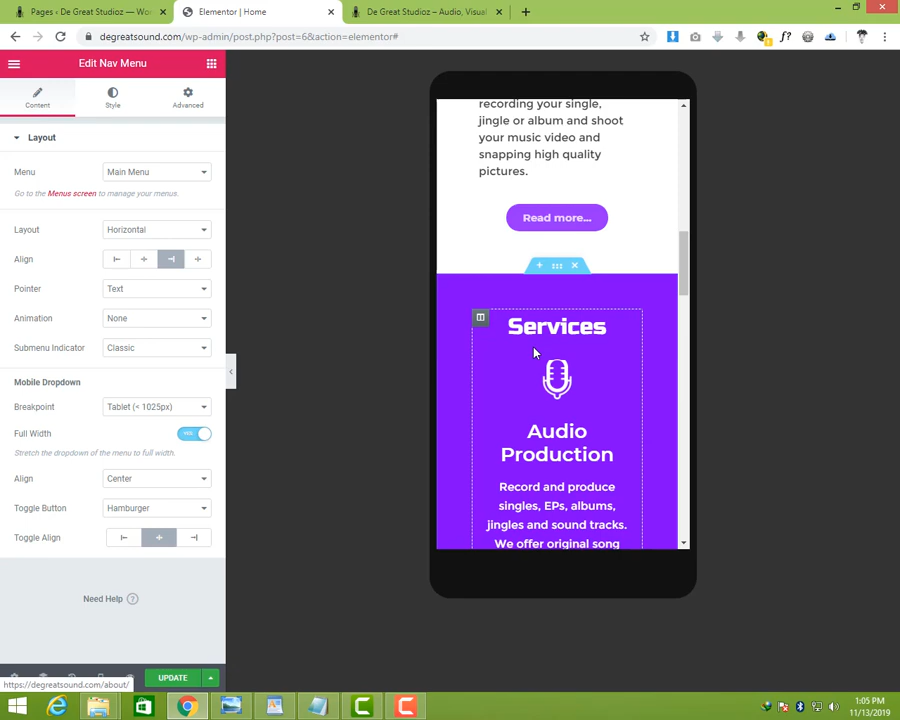 Pages ‹ De Great Studioz — Wor
Elementor | Home
De Great Studioz – Audio, Visual
degreatsound.com/wp-admin/post.php?post=6&action=elementor#
f?
Edit Nav Menu
Content
Style
Advanced
Layout
Menu
Main Menu
Go to the Menus screen to manage your menus.
Layout
Horizontal
Align
Pointer
Text
Animation
None
Submenu Indicator
Classic
Mobile Dropdown
Breakpoint
Tablet (< 1025px)
Full Width
YES
Stretch the dropdown of the menu to full width.
Align
Center
Toggle Button
Hamburger
Toggle Align
Need Help
UPDATE
https://degreatsound.com/about/
recording your single,
jingle or album and shoot
your music video and
snapping high quality
pictures.
Read more...
Services
Audio
Production
Record and produce
singles, EPs, albums,
jingles and sound tracks.
We offer original song
1:05 PM
11/13/2019